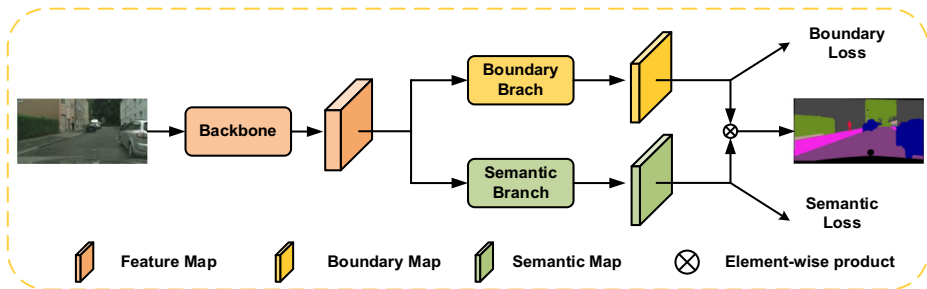 Boundary
Loss
Boundary
Brach
Backbone
Semantic
Branch
Semantic
Loss
Feature Map
Boundary Map
Semantic Map
Element-wise product